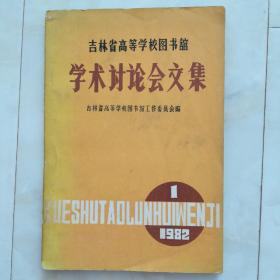 吉林省高等学校图书馆
学术讨论会文集
吉林省高等学校图书馆工作委员会编
1
XUESHUTAOLUNHUIWENJI
1982